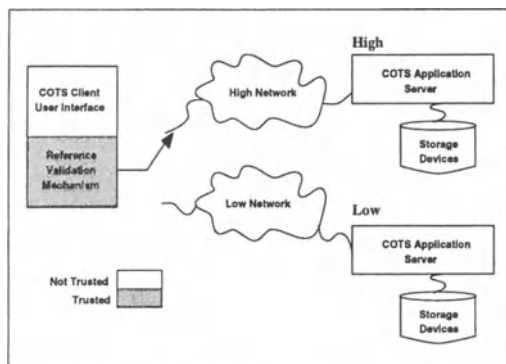 COTS Client
User Interface
Reference
Validation
Mechanism
High Network
High
COTS Application
Server
Storage
Devices
Low Network
Low
COTS Application
Server
Storage
Devices
Not Trusted
Trusted